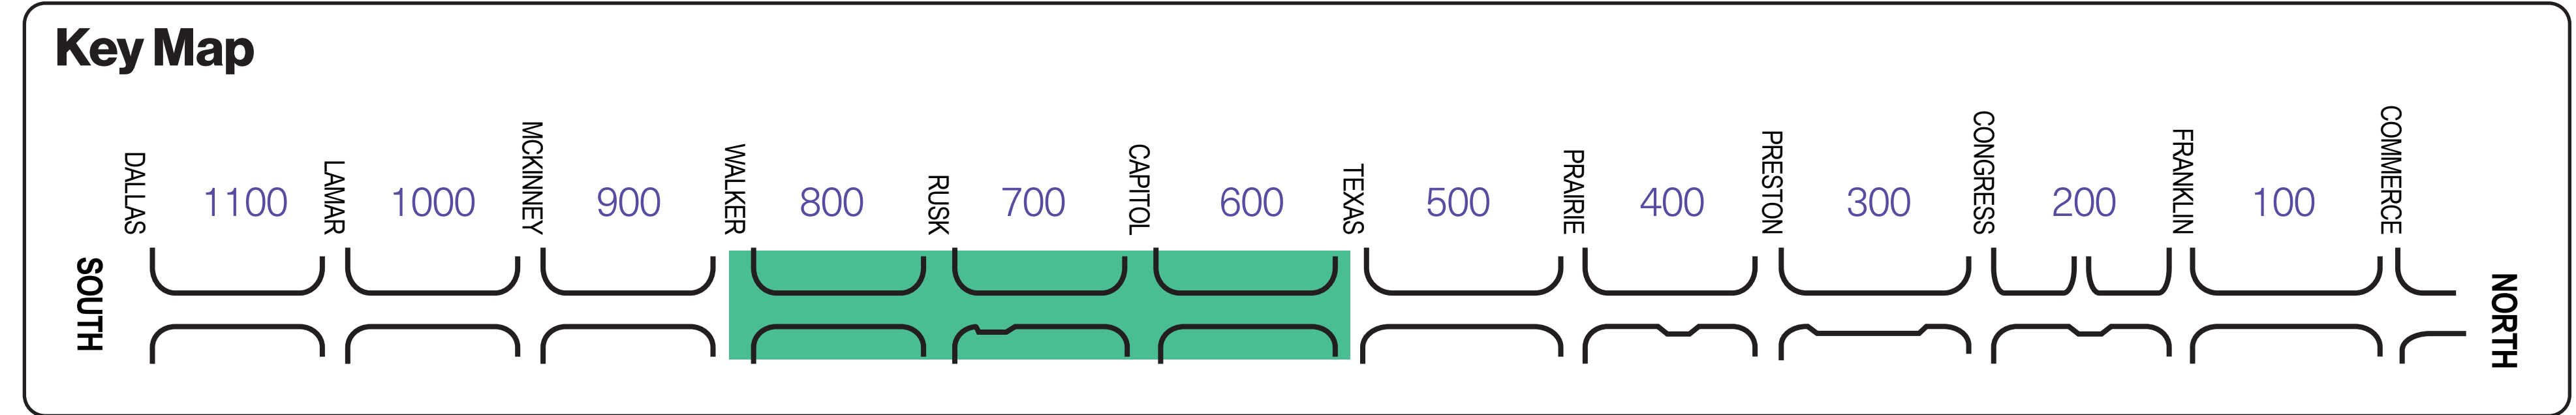 Key Map
DALLAS
1100
LAMAR
1000
MCKINNEY
900
WALKER
800
RUSK
700
CAPITOL
600
TEXAS
500
PRAIRIE
400
PRESTON
300
CONGRESS
200
FRANKLIN
100
COMMERCE
SOUTH
NORTH